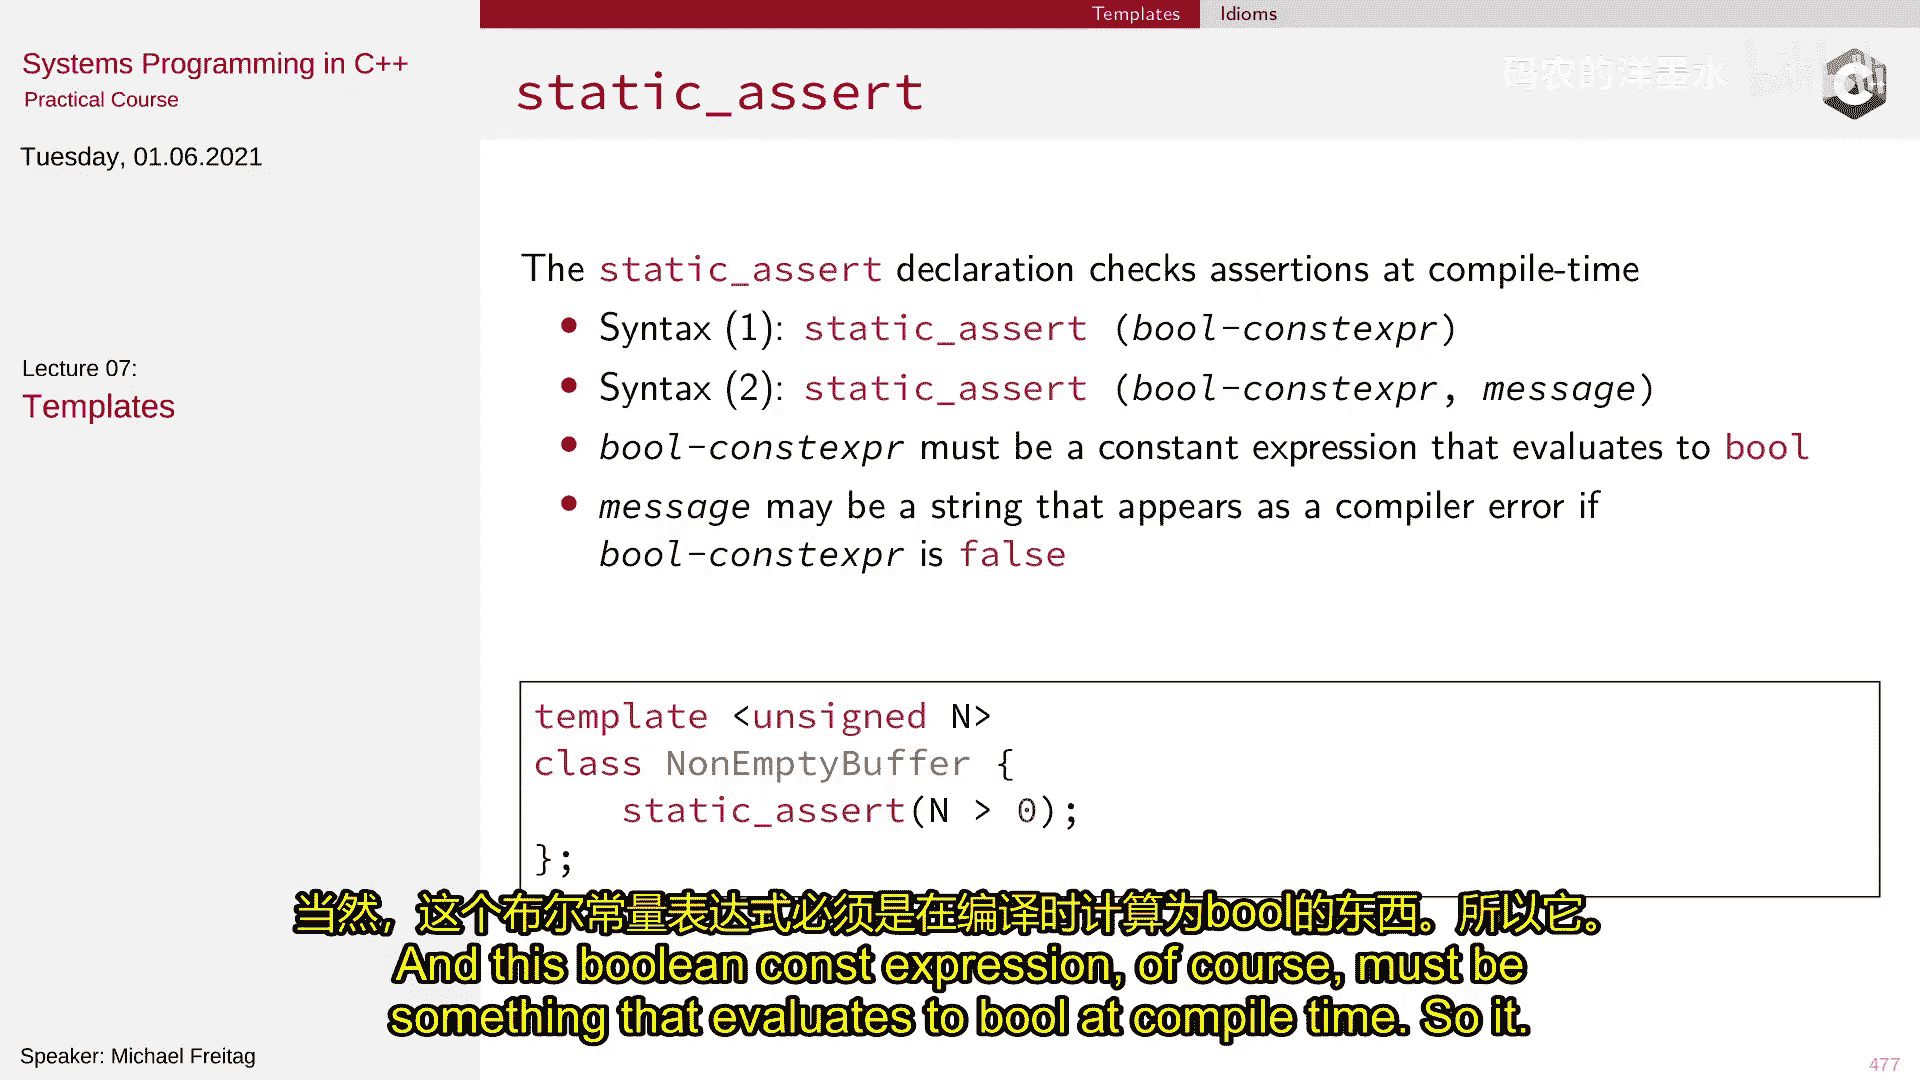 Templates
Idioms
Systems Programming in C++
Practical Course
Tuesday, 01.06.2021
Lecture 07:
Templates
static_assert
码农的洋墨水
The static_assert declaration checks assertions at compile-time
• Syntax (1): static_assert (bool-constexpr)
• Syntax (2): static_assert (bool-constexpr, message)
• bool-constexpr must be a constant expression that evaluates to bool
• message may be a string that appears as a compiler error if
bool-constexpr is false
template <unsigned N>
class NonEmptyBuffer {
static_assert(N > 0);
};
当然，这个布尔常量表达式必须是在编译时计算为bool的东西。所以它。
And this boolean const expression, of course, must be
something that evaluates to bool at compile time. So it.
Speaker: Michael Freitag
477